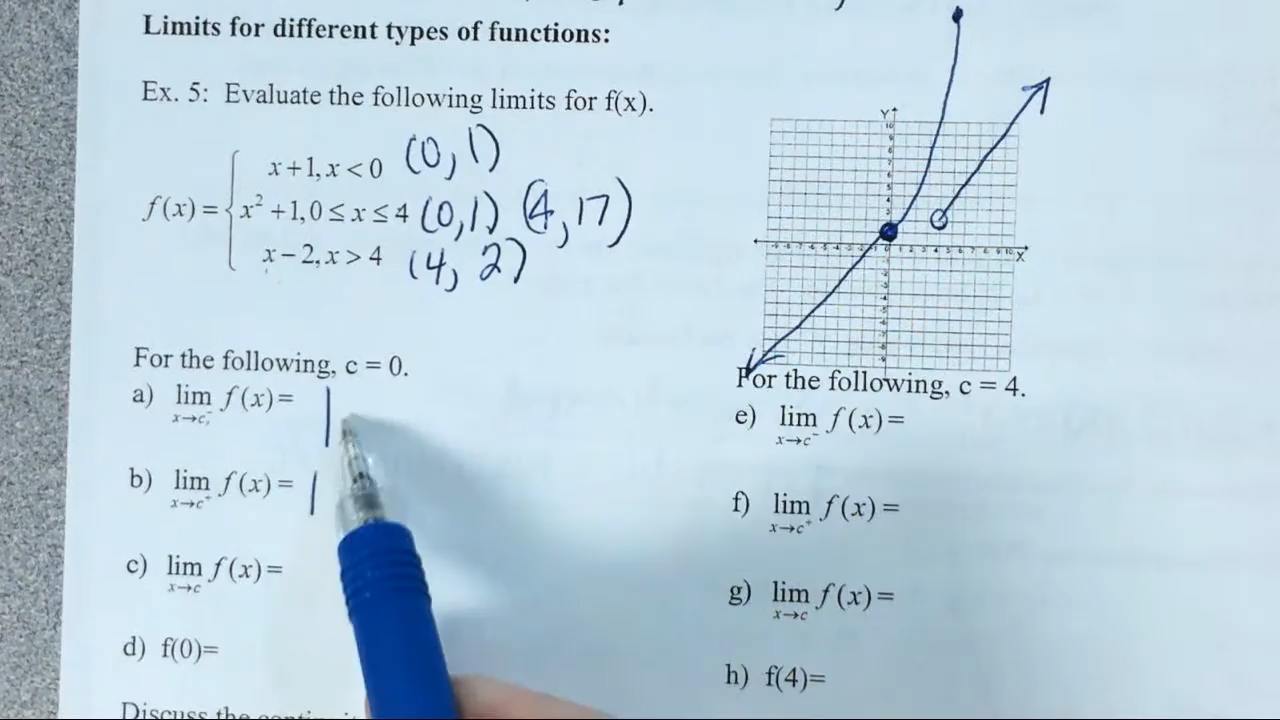 Limits for different types of functions:
Ex. 5: Evaluate the following limits for f(x).
f(x) = { x+1, x < 0 (0, 1)
x² +1, 0 ≤ x ≤ 4 (0, 1) (4, 17)
x − 2, x > 4 (4, 2)
Y
X
For the following, c = 0.
a) lim x→c⁻ f(x) = 1
b) lim x→c⁺ f(x) = 1
c) lim x→c f(x) =
d) f(0)=
Discuss the
For the following, c = 4.
e) lim x→c⁻ f(x) =
f) lim x→c⁺ f(x) =
g) lim x→c f(x) =
h) f(4)=